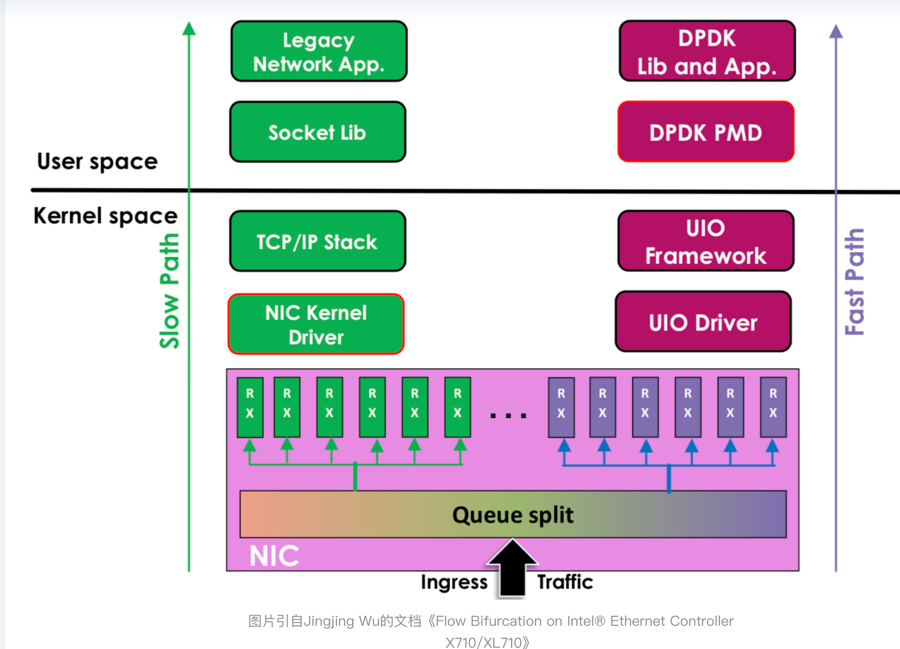 Legacy
Network App.
DPDK
Lib and App.
Socket Lib
DPDK PMD
User space
Kernel space
Slow Path
Fast Path
TCP/IP Stack
UIO
Framework
NIC Kernel
Driver
UIO Driver
R R R R R R ... R R R R R R
X X X X X X X X X X X X
Queue split
NIC
Ingress Traffic
图片引自Jingjing Wu的文档《Flow Bifurcation on Intel® Ethernet Controller
X710/XL710》